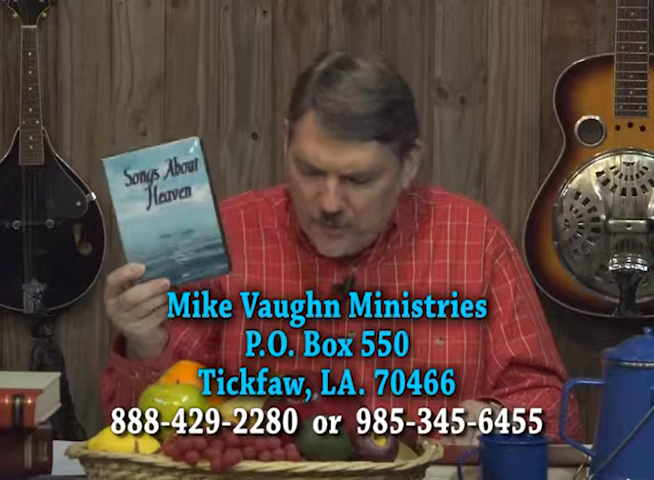 Songs About
Heaven
Mike Vaughn Ministries
P.O. Box 550
Tickfaw, LA. 70466
888-429-2280 or 985-345-6455